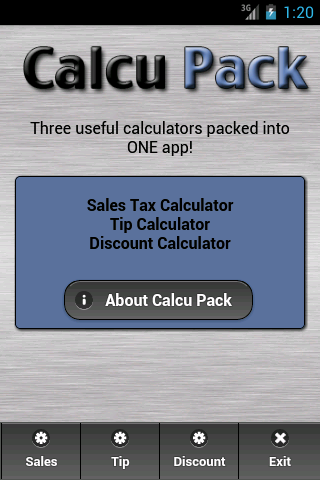 3G 1:20
Calcu Pack
Three useful calculators packed into
ONE app!
Sales Tax Calculator
Tip Calculator
Discount Calculator
i About Calcu Pack
Sales Tip Discount Exit